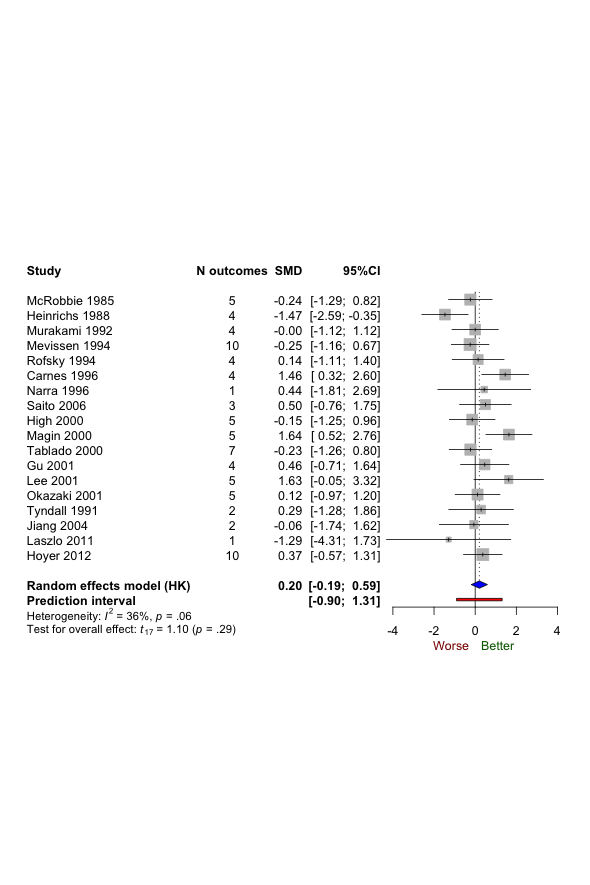 Study N outcomes SMD 95%CI
McRobbie 1985 5 -0.24 [-1.29; 0.82]
Heinrichs 1988 4 -1.47 [-2.59; -0.35]
Murakami 1992 4 -0.00 [-1.12; 1.12]
Mevissen 1994 10 -0.25 [-1.16; 0.67]
Rofsky 1994 4 0.14 [-1.11; 1.40]
Carnes 1996 4 1.46 [ 0.32; 2.60]
Narra 1996 1 0.44 [-1.81; 2.69]
Saito 2006 3 0.50 [-0.76; 1.75]
High 2000 5 -0.15 [-1.25; 0.96]
Magin 2000 5 1.64 [ 0.52; 2.76]
Tablado 2000 7 -0.23 [-1.26; 0.80]
Gu 2001 4 0.46 [-0.71; 1.64]
Lee 2001 5 1.63 [-0.05; 3.32]
Okazaki 2001 5 0.12 [-0.97; 1.20]
Tyndall 1991 2 0.29 [-1.28; 1.86]
Jiang 2004 2 -0.06 [-1.74; 1.62]
Laszlo 2011 1 -1.29 [-4.31; 1.73]
Hoyer 2012 10 0.37 [-0.57; 1.31]
Random effects model (HK) 0.20 [-0.19; 0.59]
Prediction interval [-0.90; 1.31]
Heterogeneity: I² = 36%, p = .06
Test for overall effect: t₁₇ = 1.10 (p = .29)
-4 -2 0 2 4
Worse Better